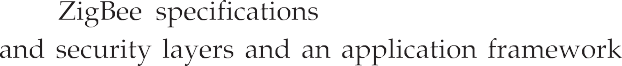 ZigBee specifications
and security layers and an application framework